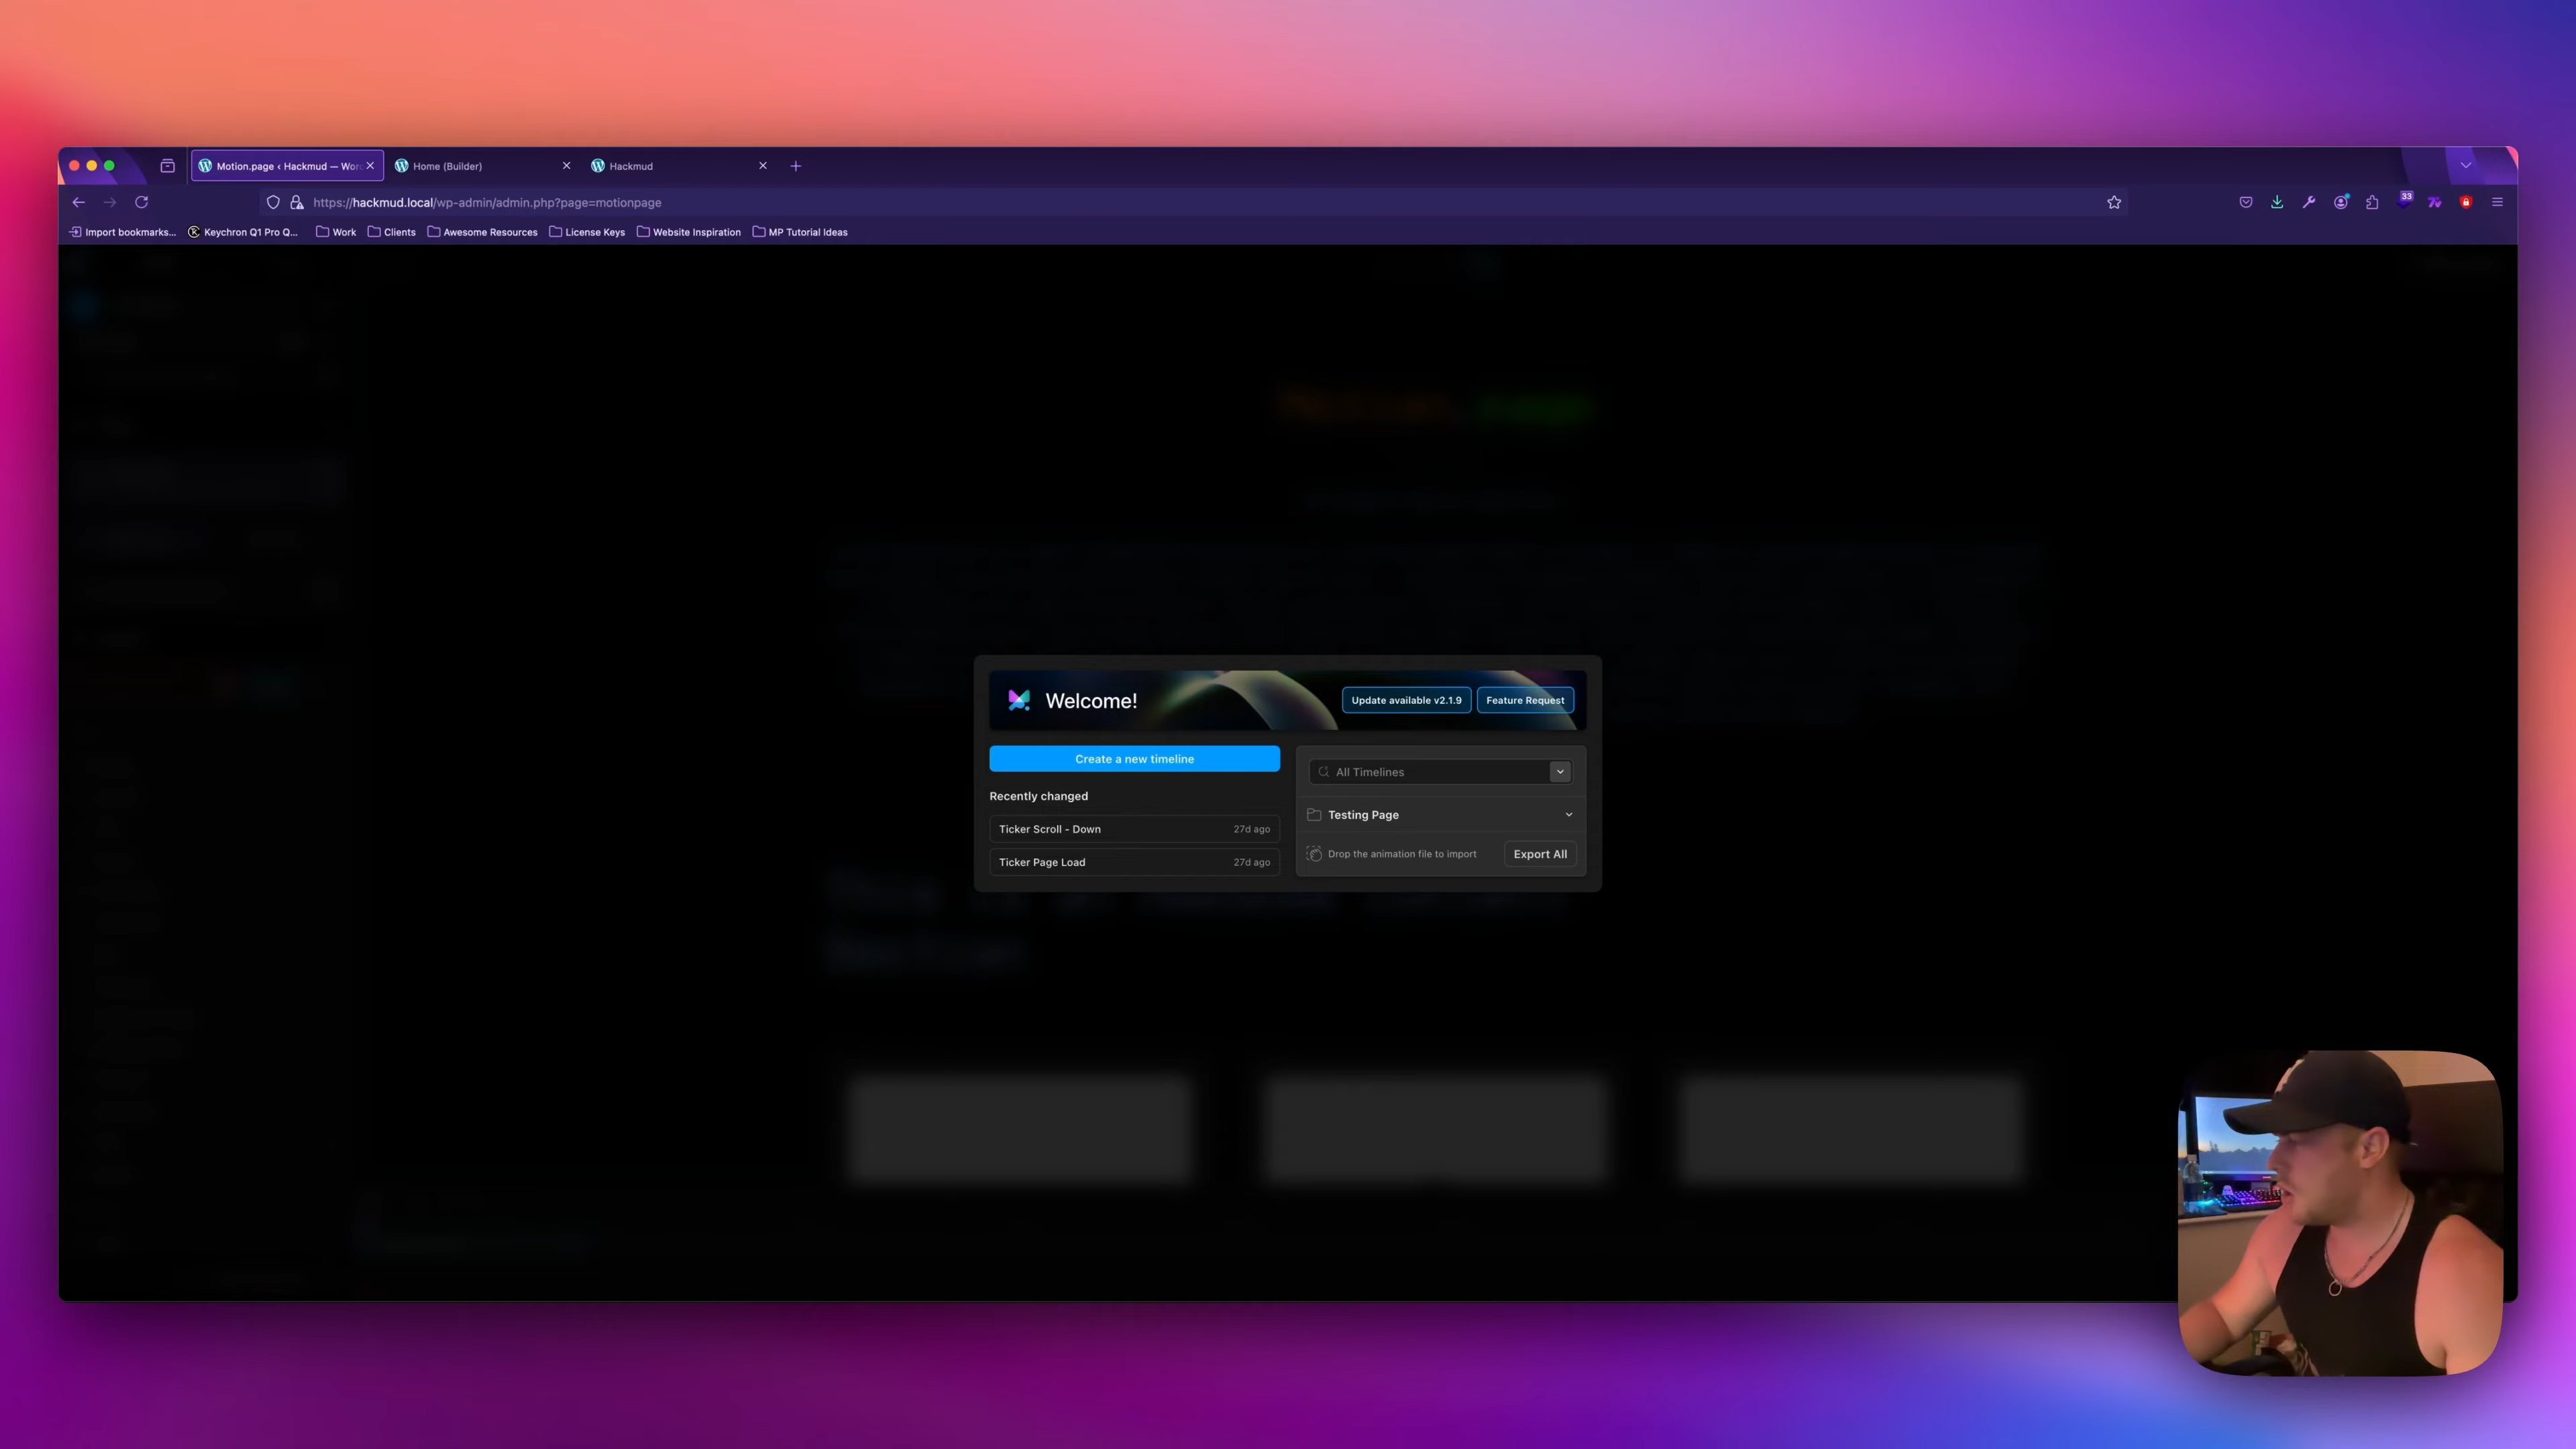 Motion.page ‹ Hackmud — Wor
Home (Builder)
Hackmud
https://hackmud.local/wp-admin/admin.php?page=motionpage
33
Import bookmarks...
Keychron Q1 Pro Q...
Work
Clients
Awesome Resources
License Keys
Website Inspiration
MP Tutorial Ideas
Welcome!
Update available v2.1.9
Feature Request
Create a new timeline
All Timelines
Recently changed
Testing Page
Ticker Scroll - Down
27d ago
Drop the animation file to import
Export All
Ticker Page Load
27d ago